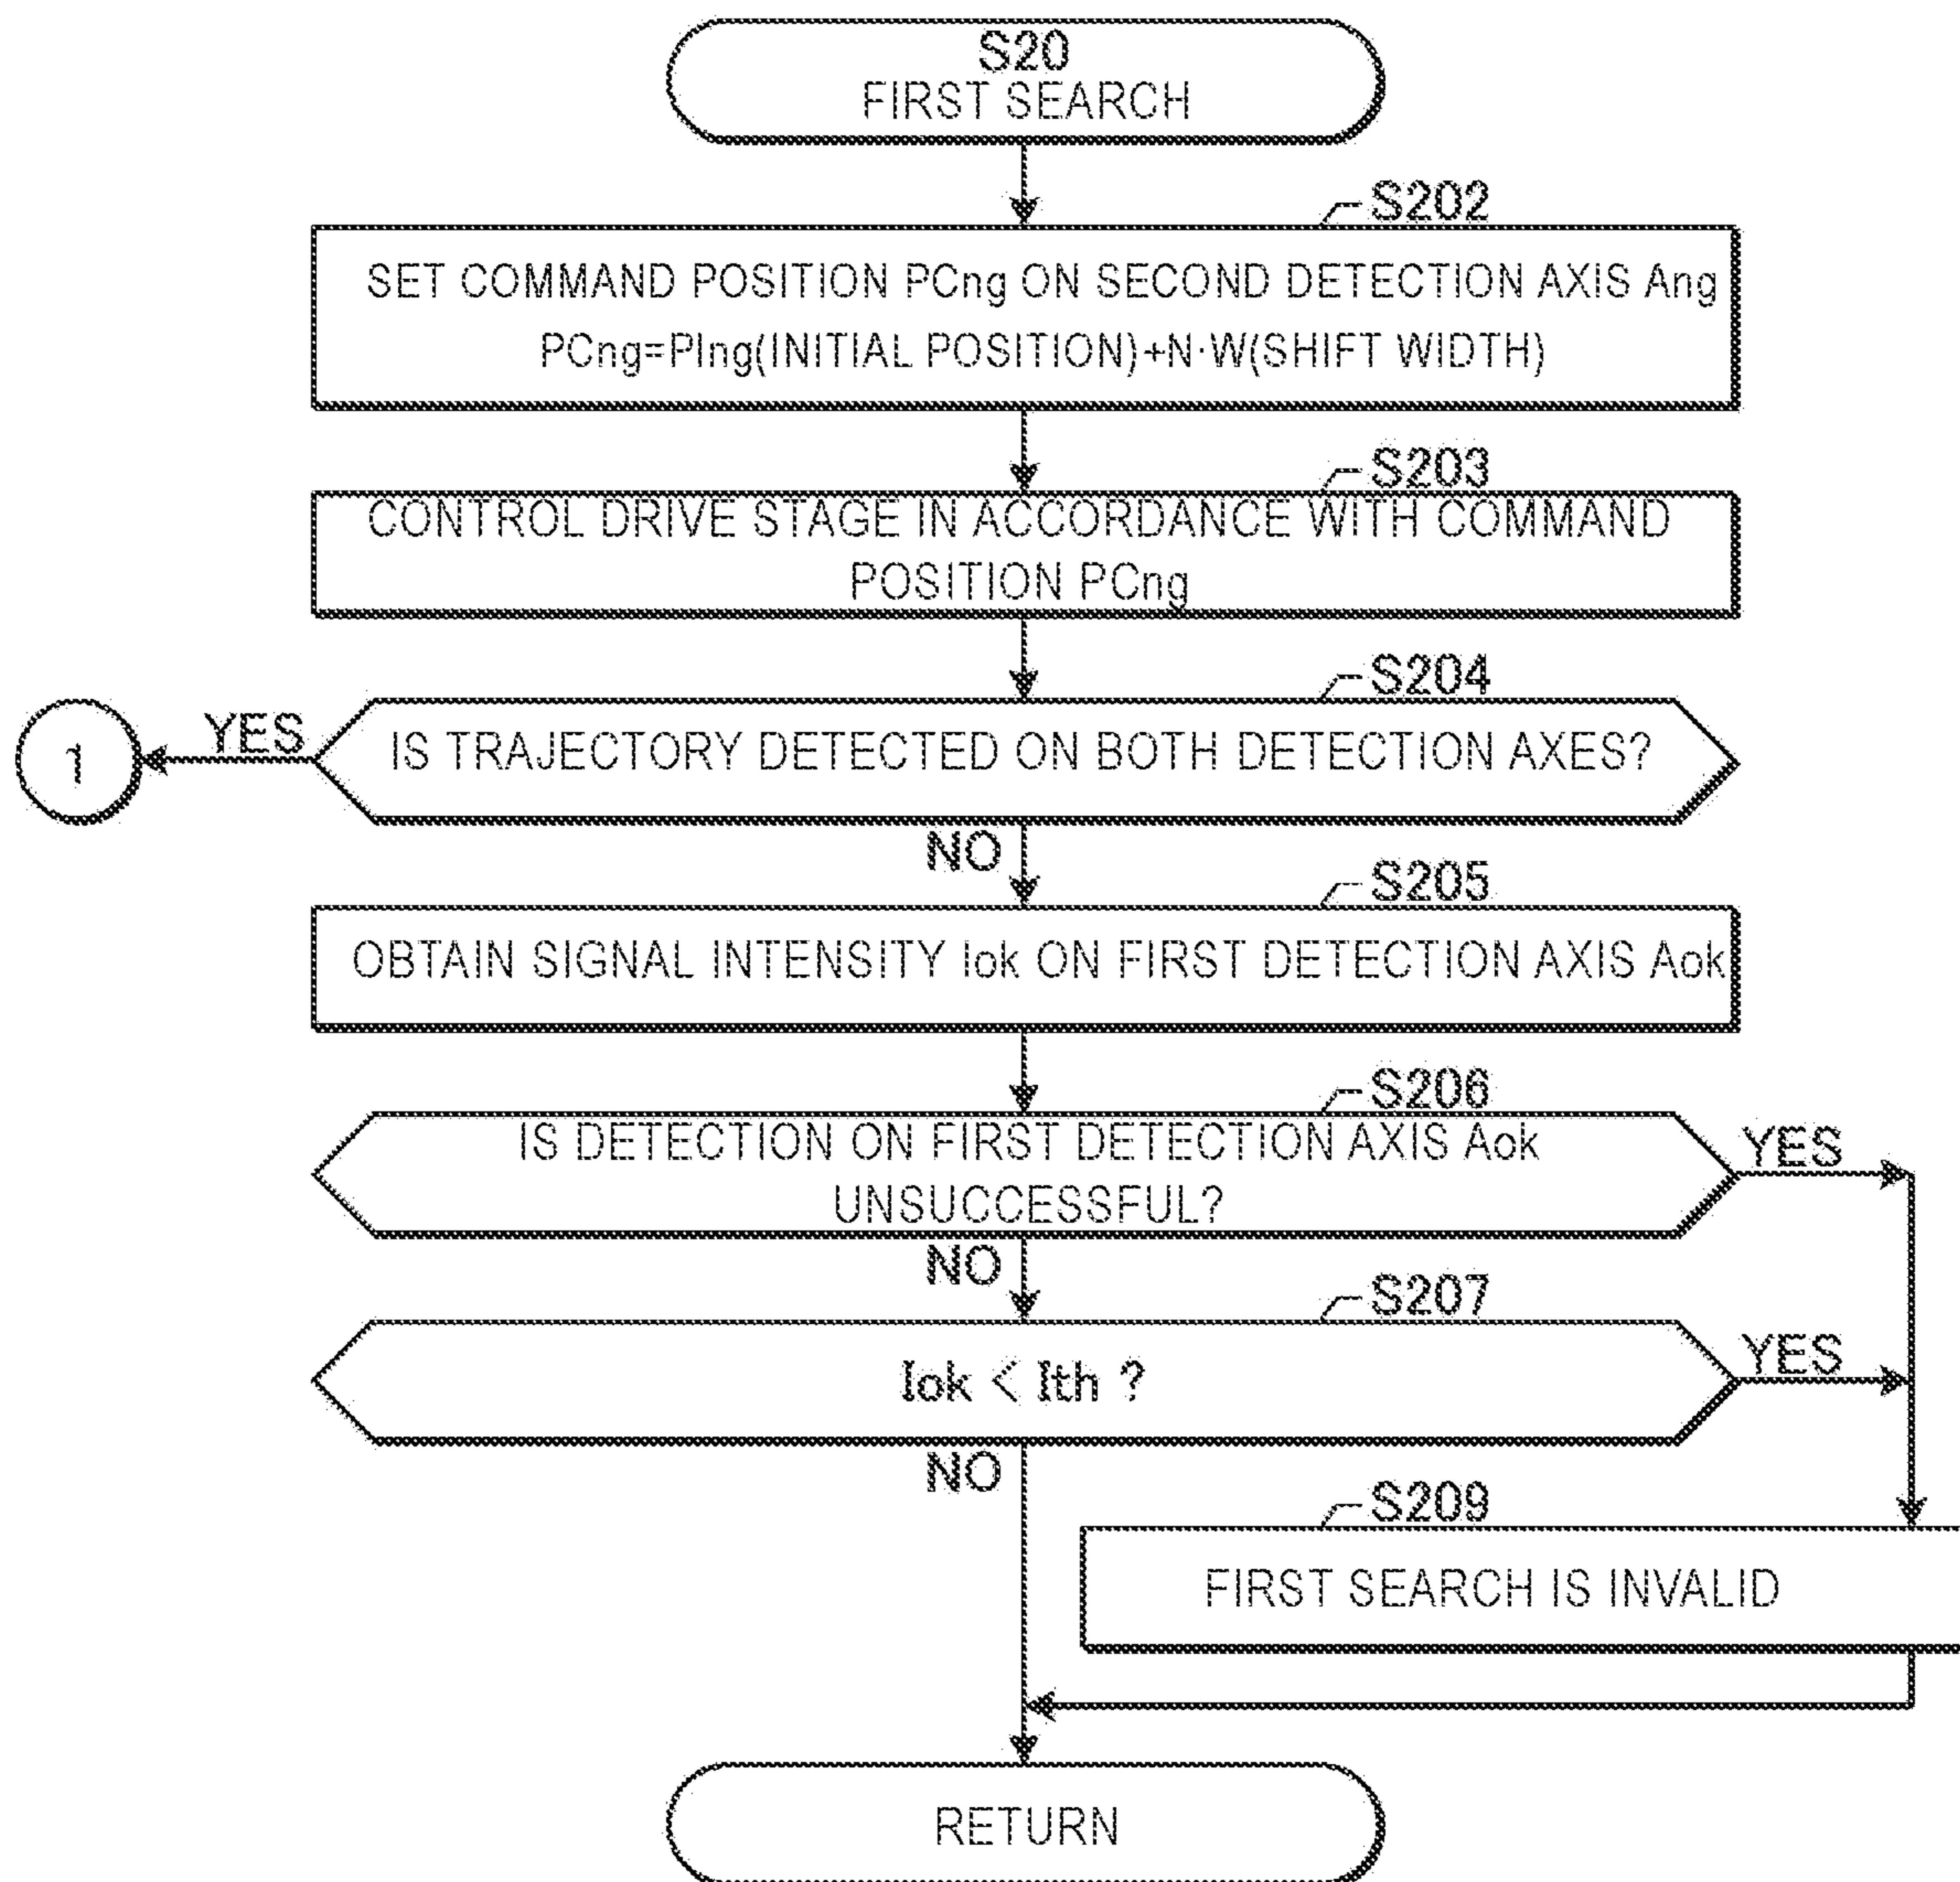 S20
FIRST SEARCH
S202
SET COMMAND POSITION PCng ON SECOND DETECTION AXIS Ang
PCng=PIng(INITIAL POSITION)+N·W(SHIFT WIDTH)
S203
CONTROL DRIVE STAGE IN ACCORDANCE WITH COMMAND
POSITION PCng
S204
IS TRAJECTORY DETECTED ON BOTH DETECTION AXES?
YES
1
NO
S205
OBTAIN SIGNAL INTENSITY Iok ON FIRST DETECTION AXIS Aok
S206
IS DETECTION ON FIRST DETECTION AXIS Aok
UNSUCCESSFUL?
YES
NO
S207
Iok < Ith ?
YES
NO
S209
FIRST SEARCH IS INVALID
RETURN